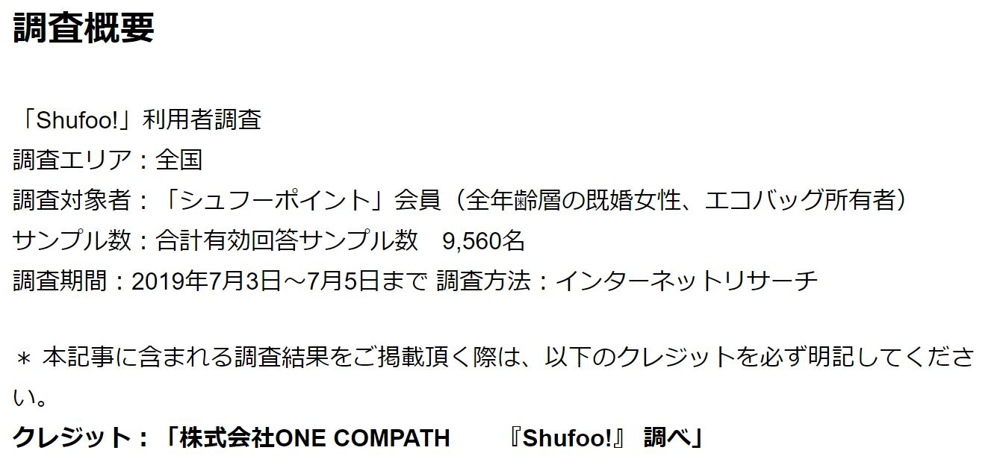 調査概要
「Shufoo!」利用者調査
調査エリア：全国
調査対象者：「シュフーポイント」会員（全年齢層の既婚女性、エコバッグ所有者）
サンプル数：合計有効回答サンプル数　9,560名
調査期間：2019年7月3日～7月5日まで 調査方法：インターネットリサーチ
＊ 本記事に含まれる調査結果をご掲載頂く際は、以下のクレジットを必ず明記してくださ
い。
クレジット：「株式会社ONE COMPATH　　『Shufoo!』 調べ」